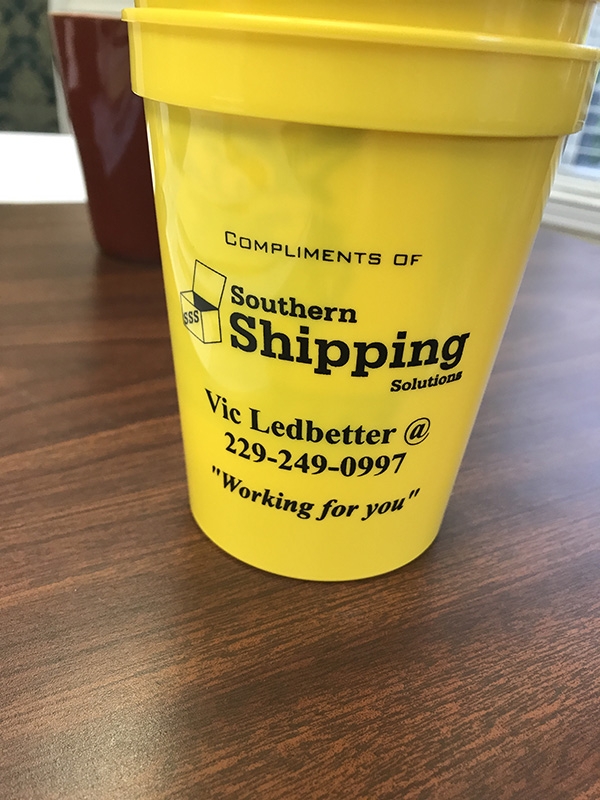 COMPLIMENTS OF
SSS
Southern
Shipping
Solutions
Vic Ledbetter @
229-249-0997
"Working for you"